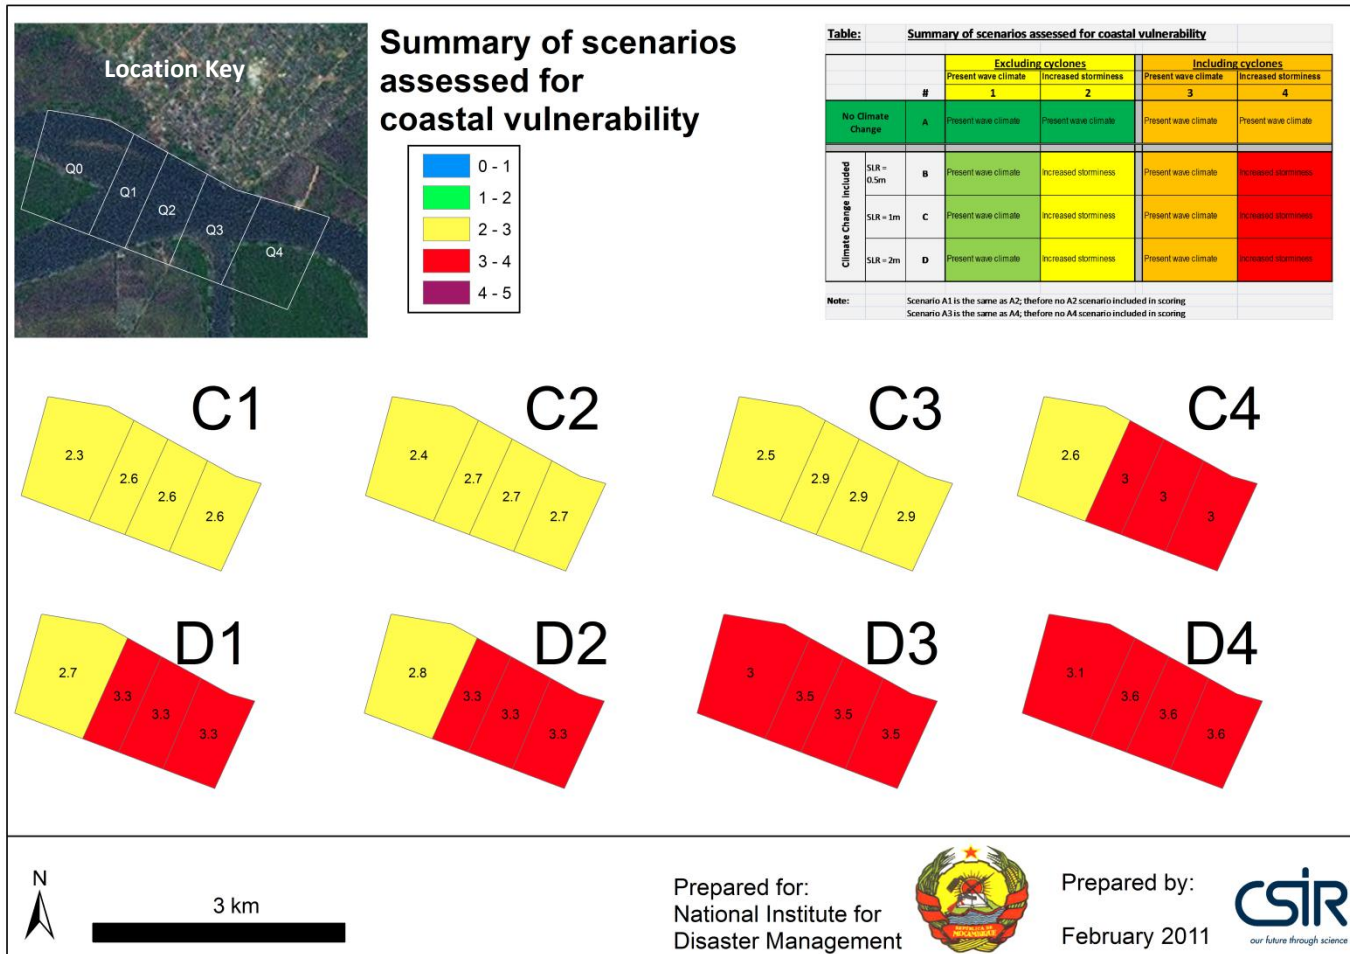 Location Key
Q0
Q1
Q2
Q3
Q4
Summary of scenarios
assessed for
coastal vulnerability
0 - 1
1 - 2
2 - 3
3 - 4
4 - 5
Table: Summary of scenarios assessed for coastal vulnerability
Excluding cyclones Including cyclones
Present wave climate Increased storminess Present wave climate Increased storminess
# 1 2 3 4
No Climate Change A Present wave climate Present wave climate Present wave climate Present wave climate
Climate Change Included
SLR = 0.5m B Present wave climate Increased storminess Present wave climate Increased storminess
SLR = 1m C Present wave climate Increased storminess Present wave climate Increased storminess
SLR = 2m D Present wave climate Increased storminess Present wave climate Increased storminess
Note: Scenario A1 is the same as A2; thefore no A2 scenario included in scoring
Scenario A3 is the same as A4; thefore no A4 scenario included in scoring
C1
2.3
2.6
2.6
2.6
C2
2.4
2.7
2.7
2.7
C3
2.5
2.9
2.9
2.9
C4
2.6
3
3
3
D1
2.7
3.3
3.3
3.3
D2
2.8
3.3
3.3
3.3
D3
3
3.5
3.5
3.5
D4
3.1
3.6
3.6
3.6
N
3 km
Prepared for:
National Institute for
Disaster Management
REPUBLICA DE
MOÇAMBIQUE
Prepared by:
February 2011
CSIR
our future through science